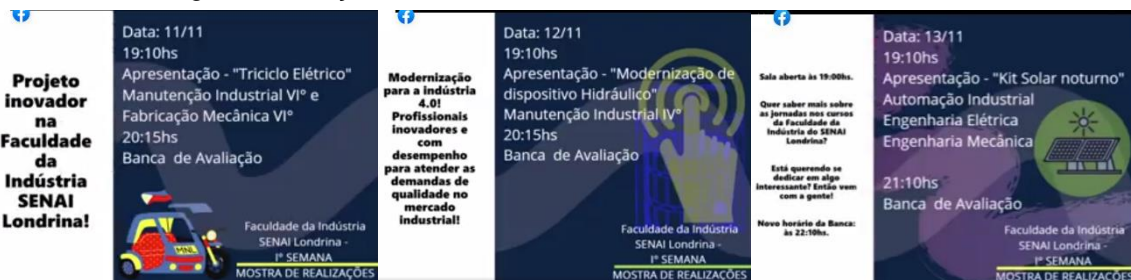 Projeto
inovador
na
Faculdade
da
Indústria
SENAI
Londrina!
Data: 11/11
19:10hs
Apresentação - "Triciclo Elétrico"
Manutenção Industrial VI° e
Fabricação Mecânica VI°
20:15hs
Banca de Avaliação
MNL
Faculdade da Indústria
SENAI Londrina -
I° SEMANA
MOSTRA DE REALIZAÇÕES
Modernização
para a indústria
4.0!
Profissionais
inovadores e
com
desempenho
para atender as
demandas de
qualidade no
mercado
industrial!
Data: 12/11
19:10hs
Apresentação - "Modernização de
dispositivo Hidráulico"
Manutenção Industrial IV°
20:15hs
Banca de Avaliação
Faculdade da Indústria
SENAI Londrina -
I° SEMANA
MOSTRA DE REALIZAÇÕES
Sala aberta às 19:00hs.
Quer saber mais sobre
as jornadas nos cursos
da Faculdade da
Indústria do SENAI
Londrina?
Está querendo se
dedicar em algo
interessante? Então vem
com a gente!
Novo horário da Banca:
às 22:10hs.
Data: 13/11
19:10hs
Apresentação - "Kit Solar noturno"
Automação Industrial
Engenharia Elétrica
Engenharia Mecânica
21:10hs
Banca de Avaliação
Faculdade da Indústria
SENAI Londrina -
I° SEMANA
MOSTRA DE REALIZAÇÕES